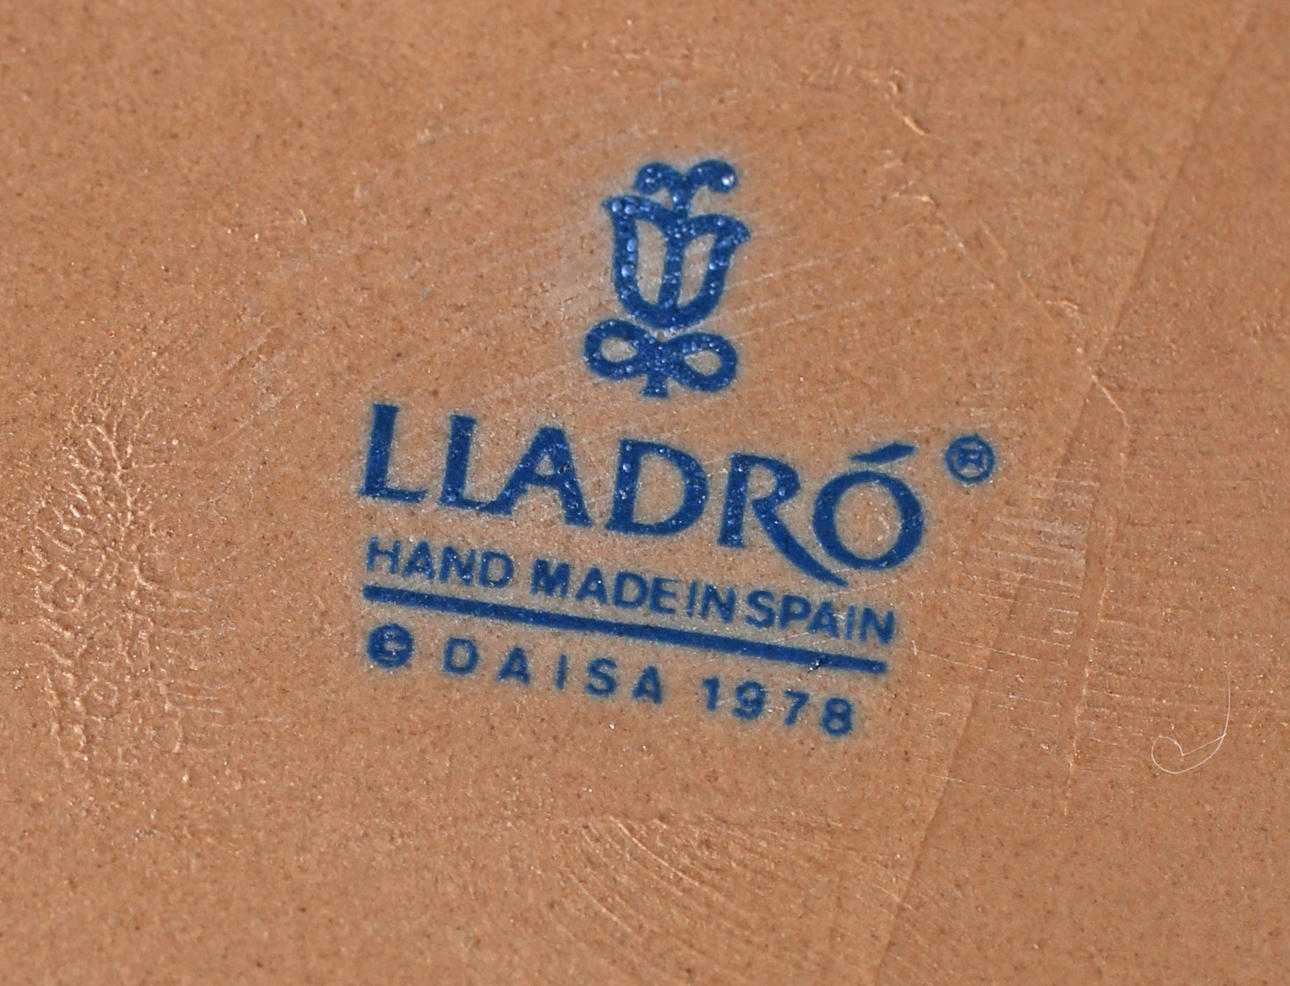 LLADRÓ ®
HAND MADE IN SPAIN
© DAISA 1978